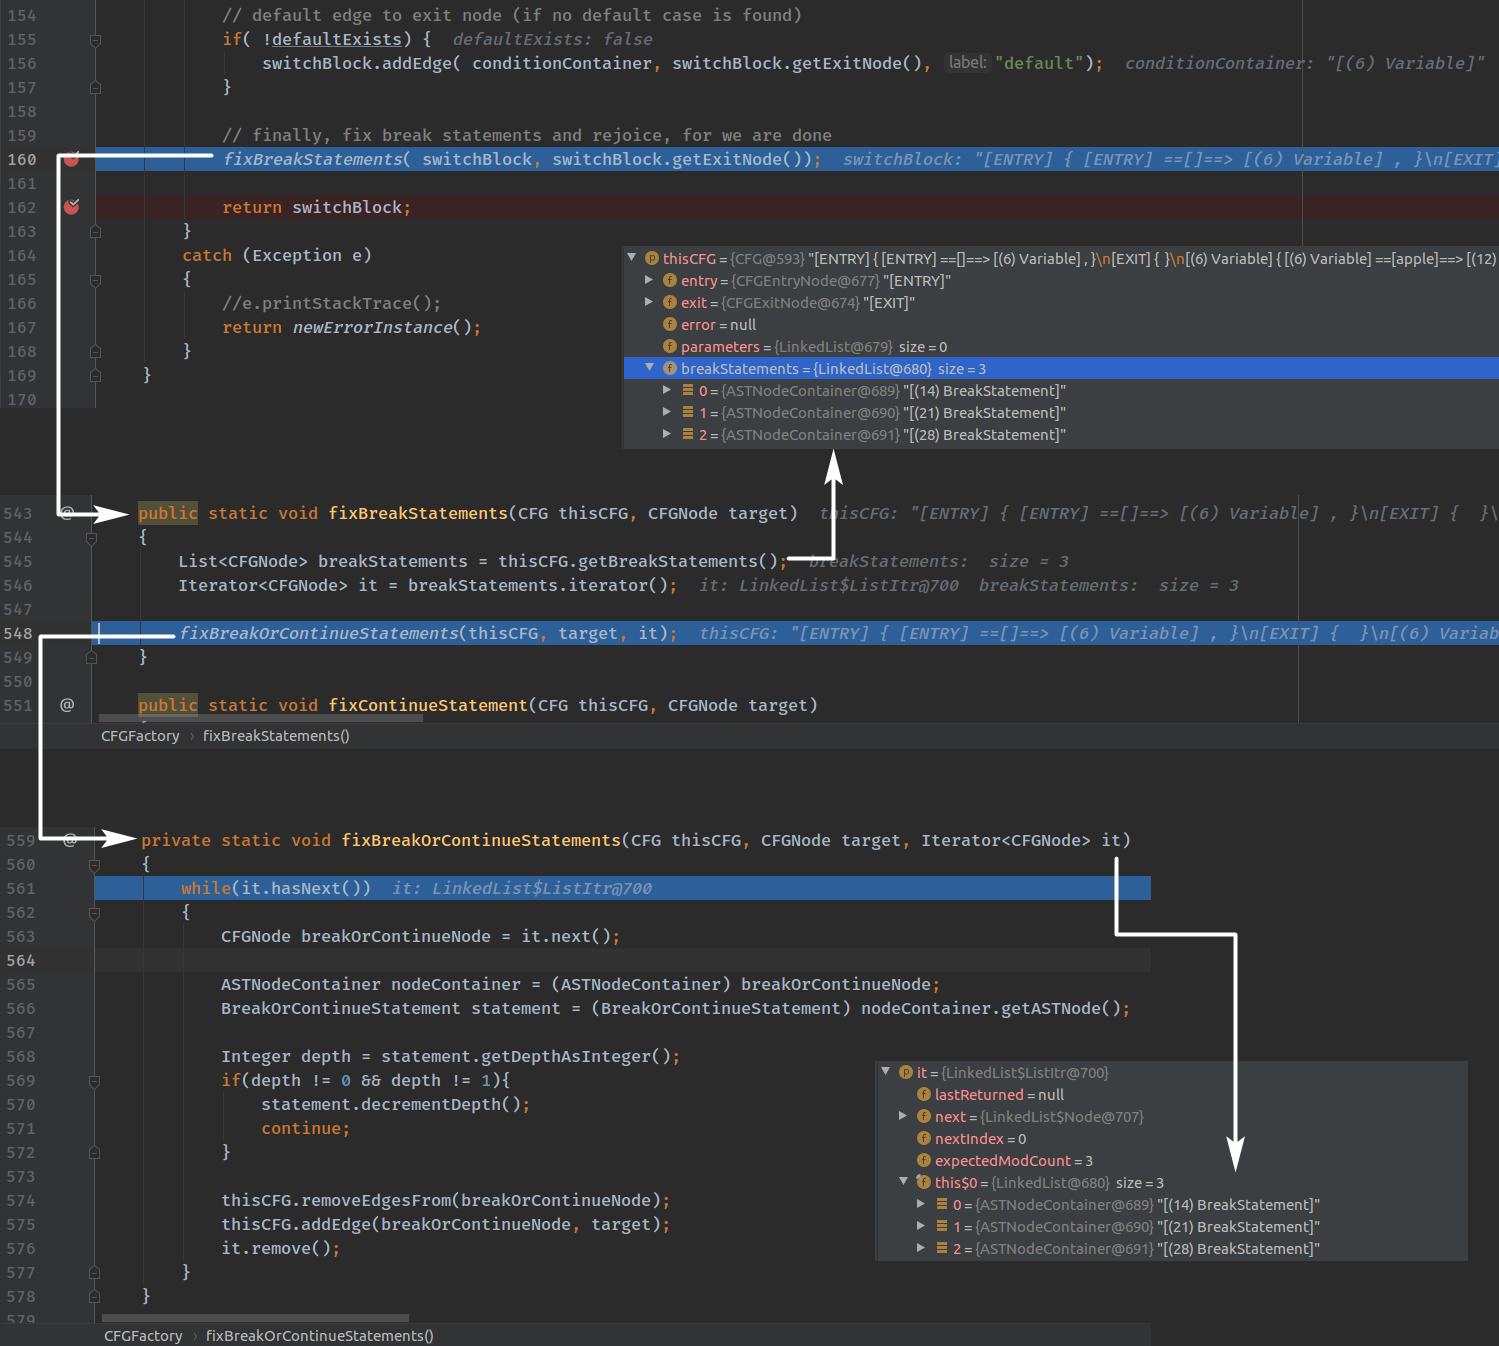 154 // default edge to exit node (if no default case is found)
155 if( !defaultExists) { defaultExists: false
156 switchBlock.addEdge( conditionContainer, switchBlock.getExitNode(), label: "default"); conditionContainer: "[(6) Variable]"
157 }
158
159 // finally, fix break statements and rejoice, for we are done
160 fixBreakStatements( switchBlock, switchBlock.getExitNode()); switchBlock: "[ENTRY] { [ENTRY] ==[]==> [(6) Variable] , }\n[EXIT]
161
162 return switchBlock;
163 }
164 catch (Exception e)
165 {
166 //e.printStackTrace();
167 return newErrorInstance();
168 }
169 }
170
thisCFG = {CFG@593} "[ENTRY] { [ENTRY] ==[]==> [(6) Variable] , }\n[EXIT] { }\n[(6) Variable] { [(6) Variable] ==[apple]==> [(12)
entry = {CFGEntryNode@677} "[ENTRY]"
exit = {CFGExitNode@674} "[EXIT]"
error = null
parameters = {LinkedList@679} size = 0
breakStatements = {LinkedList@680} size = 3
0 = {ASTNodeContainer@689} "[(14) BreakStatement]"
1 = {ASTNodeContainer@690} "[(21) BreakStatement]"
2 = {ASTNodeContainer@691} "[(28) BreakStatement]"
543 @ public static void fixBreakStatements(CFG thisCFG, CFGNode target) thisCFG: "[ENTRY] { [ENTRY] ==[]==> [(6) Variable] , }\n[EXIT] { }\n
544 {
545 List<CFGNode> breakStatements = thisCFG.getBreakStatements(); breakStatements: size = 3
546 Iterator<CFGNode> it = breakStatements.iterator(); it: LinkedList$ListItr@700 breakStatements: size = 3
547
548 fixBreakOrContinueStatements(thisCFG, target, it); thisCFG: "[ENTRY] { [ENTRY] ==[]==> [(6) Variable] , }\n[EXIT] { }\n[(6) Variab
549 }
550
551 @ public static void fixContinueStatement(CFG thisCFG, CFGNode target)
CFGFactory › fixBreakStatements()
559 @ private static void fixBreakOrContinueStatements(CFG thisCFG, CFGNode target, Iterator<CFGNode> it)
560 {
561 while(it.hasNext()) it: LinkedList$ListItr@700
562 {
563 CFGNode breakOrContinueNode = it.next();
564
565 ASTNodeContainer nodeContainer = (ASTNodeContainer) breakOrContinueNode;
566 BreakOrContinueStatement statement = (BreakOrContinueStatement) nodeContainer.getASTNode();
567
568 Integer depth = statement.getDepthAsInteger();
569 if(depth != 0 && depth != 1){
570 statement.decrementDepth();
571 continue;
572 }
573
574 thisCFG.removeEdgesFrom(breakOrContinueNode);
575 thisCFG.addEdge(breakOrContinueNode, target);
576 it.remove();
577 }
578 }
579
it = {LinkedList$ListItr@700}
lastReturned = null
next = {LinkedList$Node@707}
nextIndex = 0
expectedModCount = 3
this$0 = {LinkedList@680} size = 3
0 = {ASTNodeContainer@689} "[(14) BreakStatement]"
1 = {ASTNodeContainer@690} "[(21) BreakStatement]"
2 = {ASTNodeContainer@691} "[(28) BreakStatement]"
CFGFactory › fixBreakOrContinueStatements()